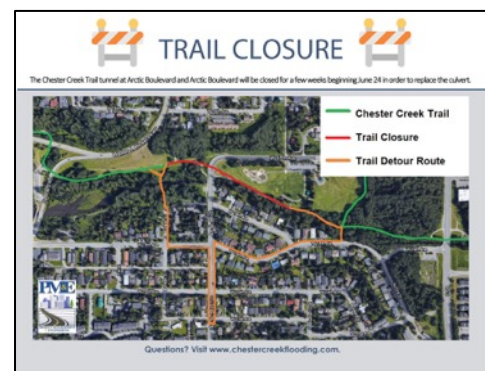 TRAIL CLOSURE
The Chester Creek Trail tunnel at Arctic Boulevard and Arctic Boulevard will be closed for a few weeks beginning June 24 in order to replace the culvert.
Chester Creek Trail
Trail Closure
Trail Detour Route
PM&E
Questions? Visit www.chestercreekflooding.com.